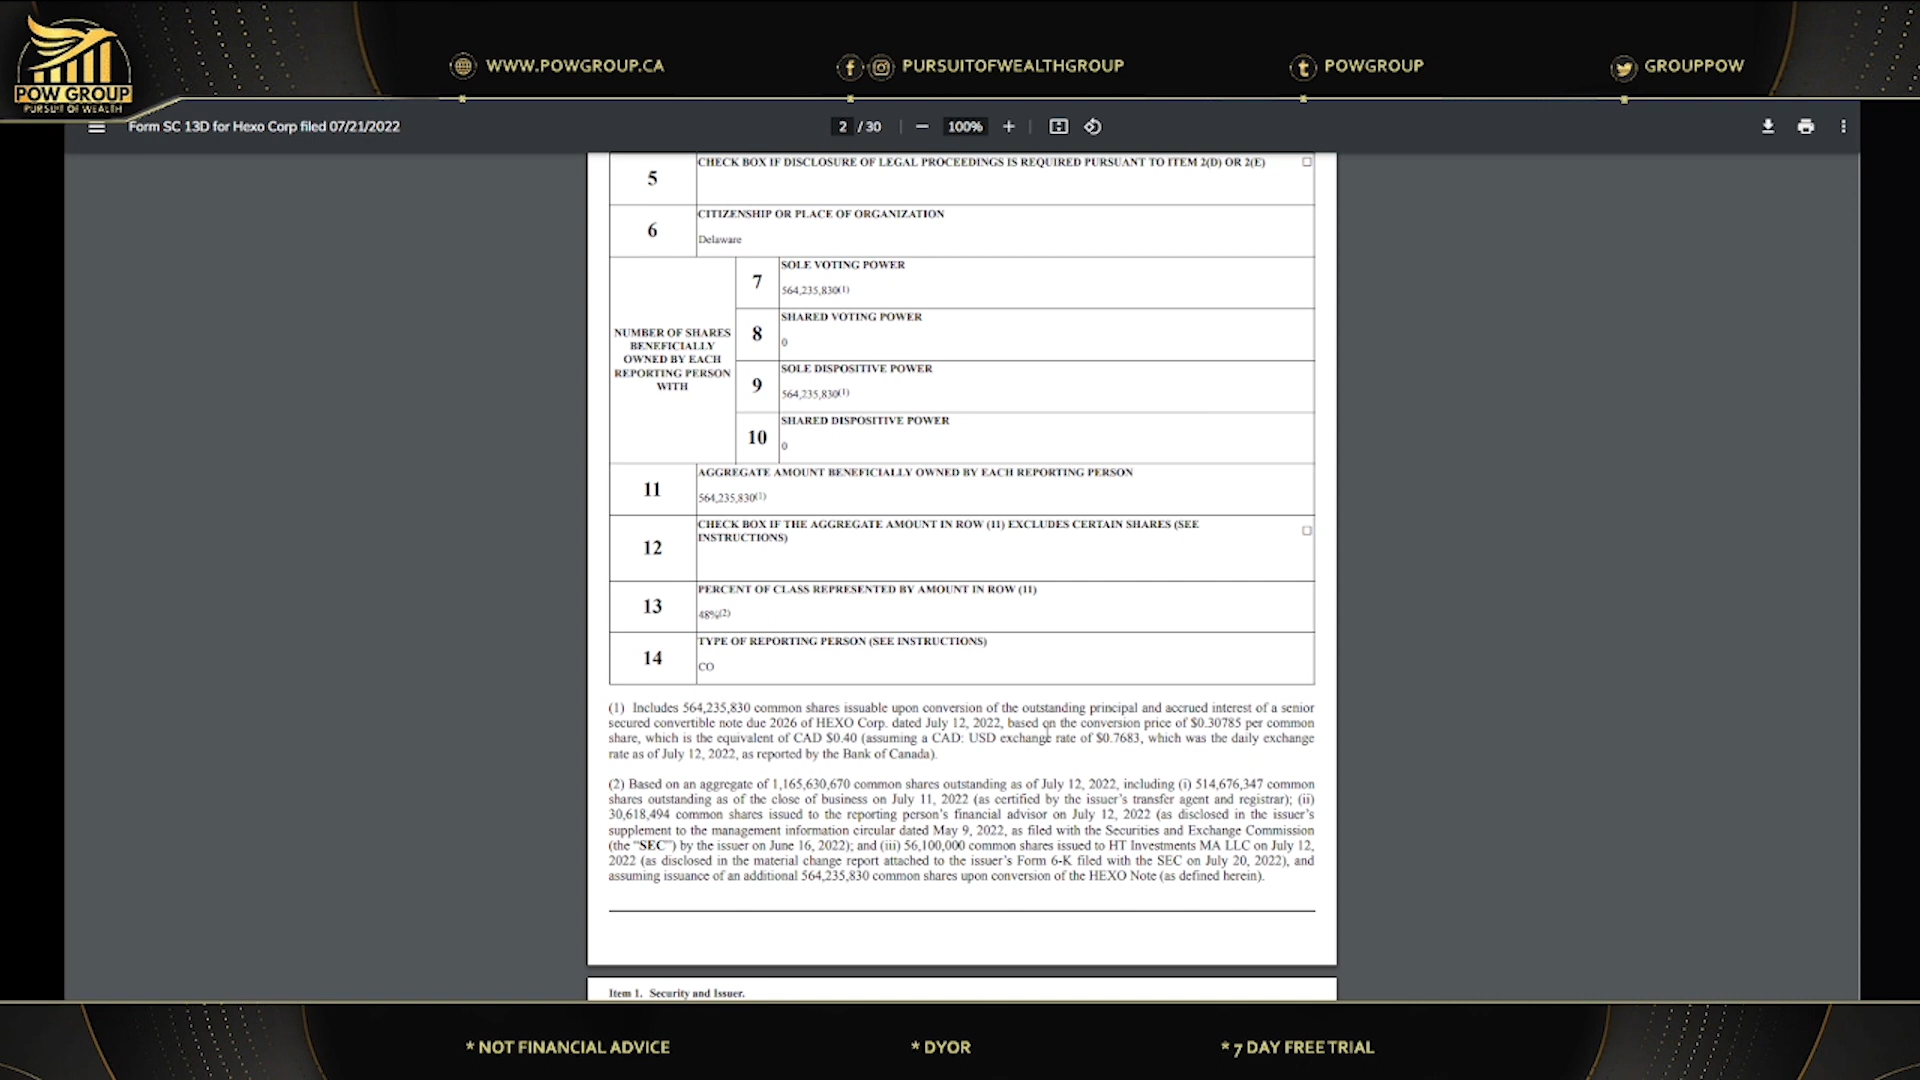 POW GROUP
PURSUIT OF WEALTH
WWW.POWGROUP.CA
PURSUITOFWEALTHGROUP
POWGROUP
GROUPPOW
Form SC 13D for Hexo Corp filed 07/21/2022
2 / 30
100%
5
CHECK BOX IF DISCLOSURE OF LEGAL PROCEEDINGS IS REQUIRED PURSUANT TO ITEM 2(D) OR 2(E)
6
CITIZENSHIP OR PLACE OF ORGANIZATION
Delaware
NUMBER OF SHARES
BENEFICIALLY
OWNED BY EACH
REPORTING PERSON
WITH
7
SOLE VOTING POWER
564,235,830(1)
8
SHARED VOTING POWER
0
9
SOLE DISPOSITIVE POWER
564,235,830(1)
10
SHARED DISPOSITIVE POWER
0
11
AGGREGATE AMOUNT BENEFICIALLY OWNED BY EACH REPORTING PERSON
564,235,830(1)
12
CHECK BOX IF THE AGGREGATE AMOUNT IN ROW (11) EXCLUDES CERTAIN SHARES (SEE
INSTRUCTIONS)
13
PERCENT OF CLASS REPRESENTED BY AMOUNT IN ROW (11)
48%(2)
14
TYPE OF REPORTING PERSON (SEE INSTRUCTIONS)
CO
(1) Includes 564,235,830 common shares issuable upon conversion of the outstanding principal and accrued interest of a senior
secured convertible note due 2026 of HEXO Corp. dated July 12, 2022, based on the conversion price of $0.30785 per common
share, which is the equivalent of CAD $0.40 (assuming a CAD: USD exchange rate of $0.7683, which was the daily exchange
rate as of July 12, 2022, as reported by the Bank of Canada).
(2) Based on an aggregate of 1,165,630,670 common shares outstanding as of July 12, 2022, including (i) 514,676,347 common
shares outstanding as of the close of business on July 11, 2022 (as certified by the issuer's transfer agent and registrar); (ii)
30,618,494 common shares issued to the reporting person's financial advisor on July 12, 2022 (as disclosed in the issuer's
supplement to the management information circular dated May 9, 2022, as filed with the Securities and Exchange Commission
(the "SEC") by the issuer on June 16, 2022); and (iii) 56,100,000 common shares issued to HT Investments MA LLC on July 12,
2022 (as disclosed in the material change report attached to the issuer's Form 6-K filed with the SEC on July 20, 2022), and
assuming issuance of an additional 564,235,830 common shares upon conversion of the HEXO Note (as defined herein).
Item 1. Security and Issuer.
* NOT FINANCIAL ADVICE
* DYOR
* 7 DAY FREE TRIAL